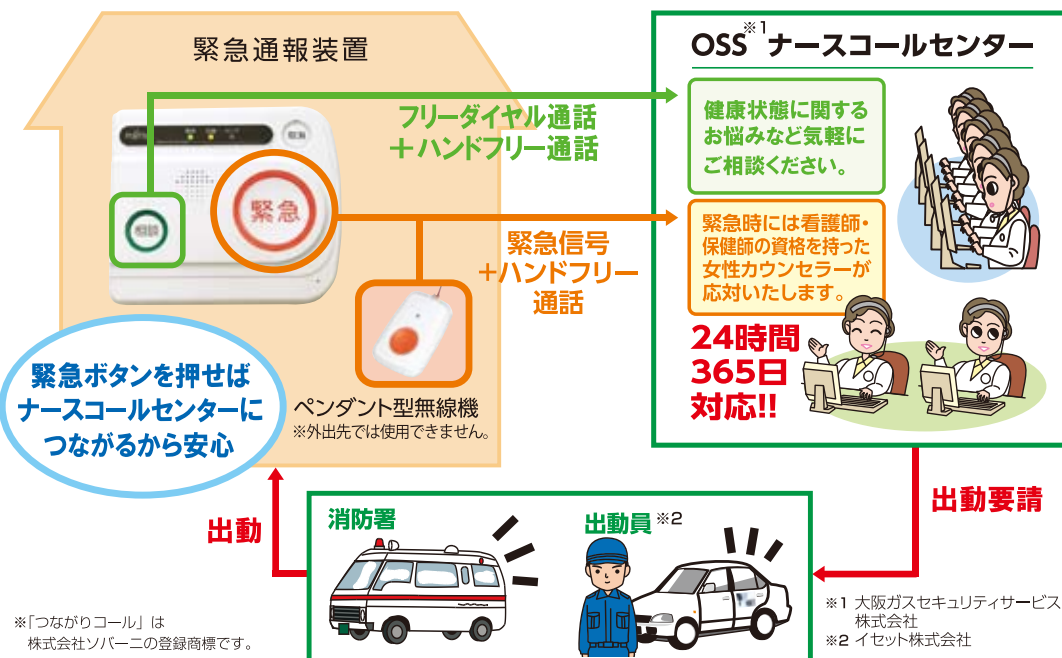 緊急通報装置
緊急
相談
フリーダイヤル通話
＋ハンドフリー通話
緊急信号
＋ハンドフリー
通話
ペンダント型無線機
※外出先では使用できません。
緊急ボタンを押せば
ナースコールセンターに
つながるから安心
OSS※1ナースコールセンター
健康状態に関する
お悩みなど気軽に
ご相談ください。
緊急時には看護師・
保健師の資格を持った
女性カウンセラーが
応対いたします。
24時間
365日
対応!!
出動要請
出動
消防署
出動員※2
※「つながりコール」は
株式会社ソバーニの登録商標です。
※1 大阪ガスセキュリティサービス
株式会社
※2 イセット株式会社